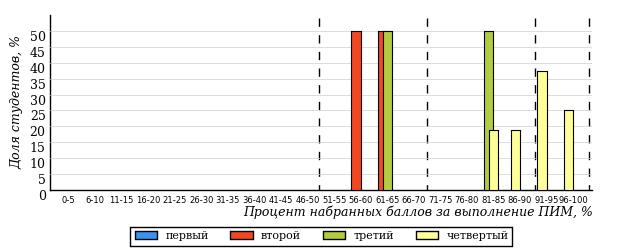 Доля студентов, %
50
45
40
35
30
25
20
15
10
5
0
0-5 6-10 11-15 16-20 21-25 26-30 31-35 36-40 41-45 46-50 51-55 56-60 61-65 66-70 71-75 76-80 81-85 86-90 91-95 96-100
Процент набранных баллов за выполнение ПИМ, %
первый второй третий четвертый